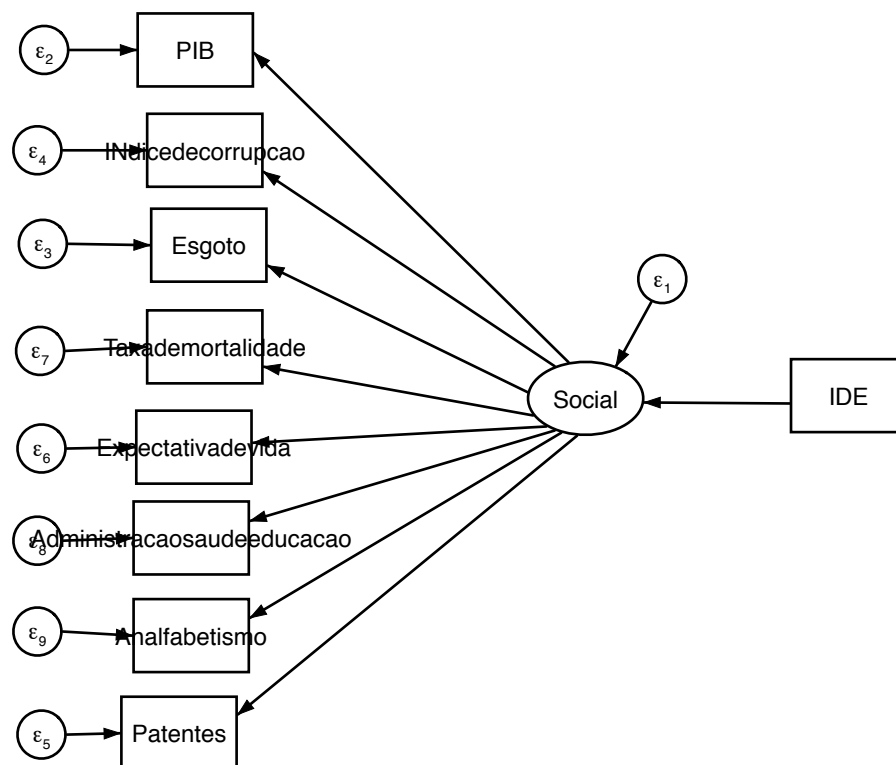 ε2
PIB
ε4
INdicedecorrupcao
ε3
Esgoto
ε1
ε7
Taxademortalidade
IDE
Social
ε6
Expectativadevida
ε8
Administracaosaudeeducacao
ε9
Analfabetismo
ε5
Patentes